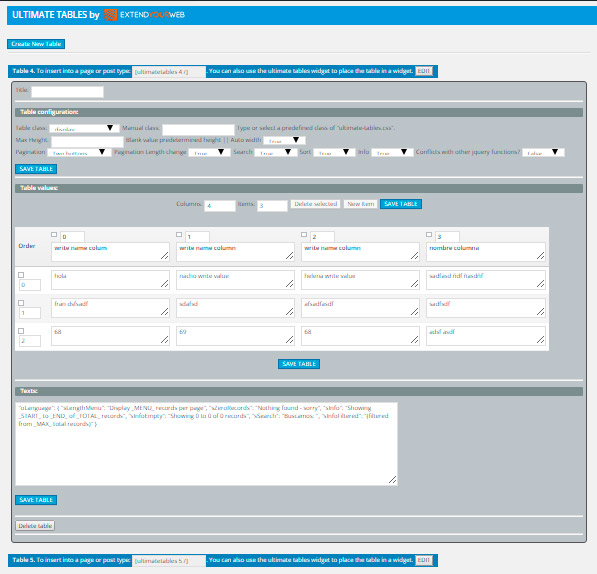 ULTIMATE TABLES by EXTENDYOURWEB
Create New Table
Table 4. To insert into a page or post type: [ultimatetables 4 /] . You can also use the ultimate tables widget to place the table in a widget. EDIT
Title:
Table configuration:
Table class: display Manual class: Type or select a predefined class of "ultimate-tables.css".
Max Height: Blank value predetermined height || Auto width true
Pagination Two buttons Pagination Length change true Search true Sort true Info true Conflicts with other jquery functions? false
SAVE TABLE
Table values:
Columns: 4 Items: 3 Delete selected New item SAVE TABLE
Order
0 1 2 3
write name colum write name column write name column nombre columna
0 hola nacho write value helena write value
1 fran dsfsadf sdafsd afsadfasdf sadfsdf
2 68 69 68 adsf asdf
SAVE TABLE
Texts:
"oLanguage": { "sLengthMenu": "Display _MENU_ records per page", "sZeroRecords": "Nothing found - sorry", "sInfo": "Showing
_START_ to _END_ of _TOTAL_ records", "sInfoEmpty": "Showing 0 to 0 of 0 records", "sSearch": "Buscamos: ", "sInfoFiltered": "(filtered
from _MAX_ total records)" }
SAVE TABLE
Delete table
Table 5. To insert into a page or post type: [ultimatetables 5 /] . You can also use the ultimate tables widget to place the table in a widget. EDIT